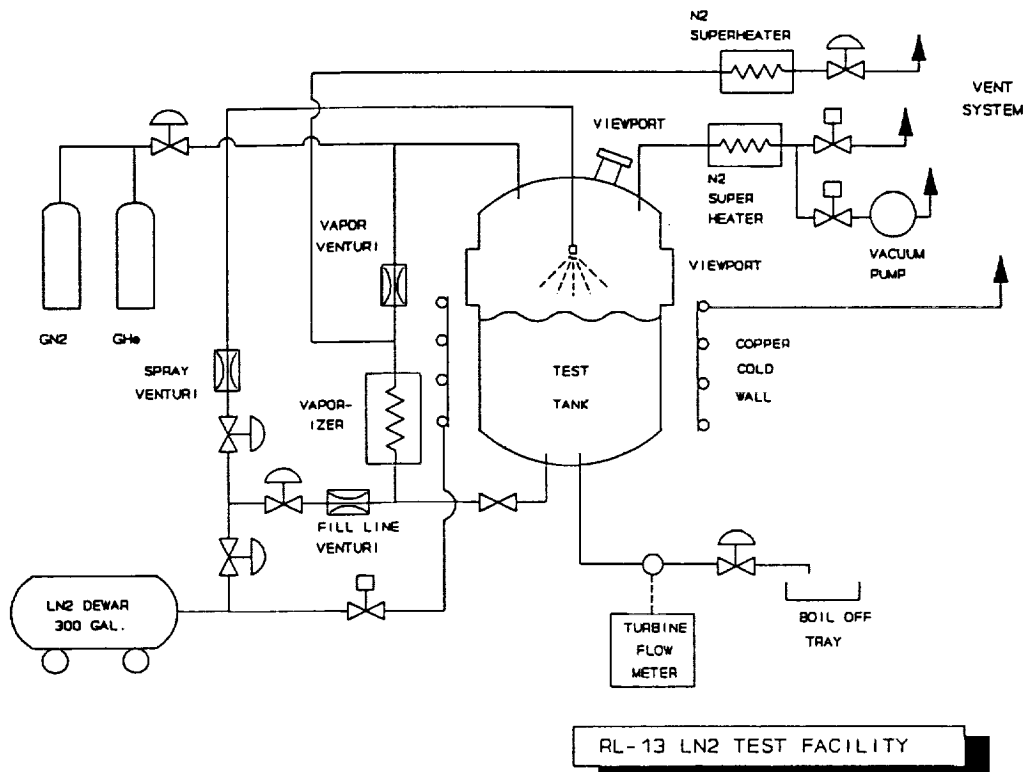 N2
SUPERHEATER
VENT
SYSTEM
VIEWPORT
N2
SUPER
HEATER
VACUUM
PUMP
VAPOR
VENTURI
VIEWPORT
GN2
GHe
SPRAY
VENTURI
VAPOR-
IZER
TEST
TANK
COPPER
COLD
WALL
FILL LINE
VENTURI
LN2 DEWAR
300 GAL.
TURBINE
FLOW
METER
BOIL OFF
TRAY
RL-13 LN2 TEST FACILITY